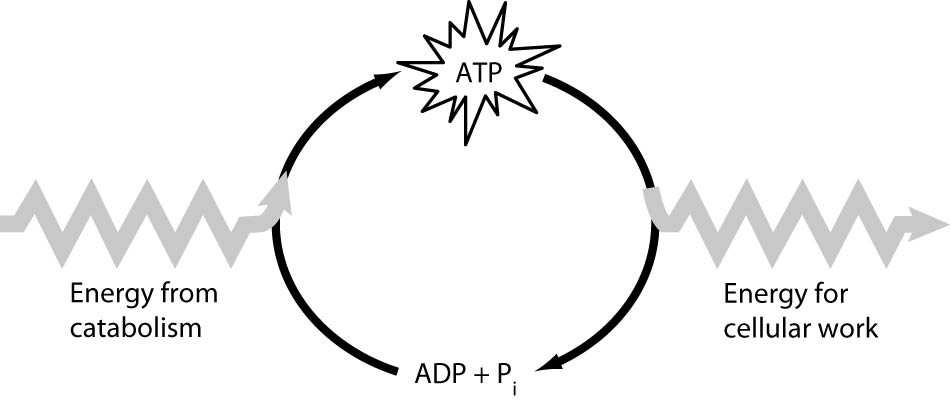 ATP
Energy from
catabolism
Energy for
cellular work
ADP + Pi